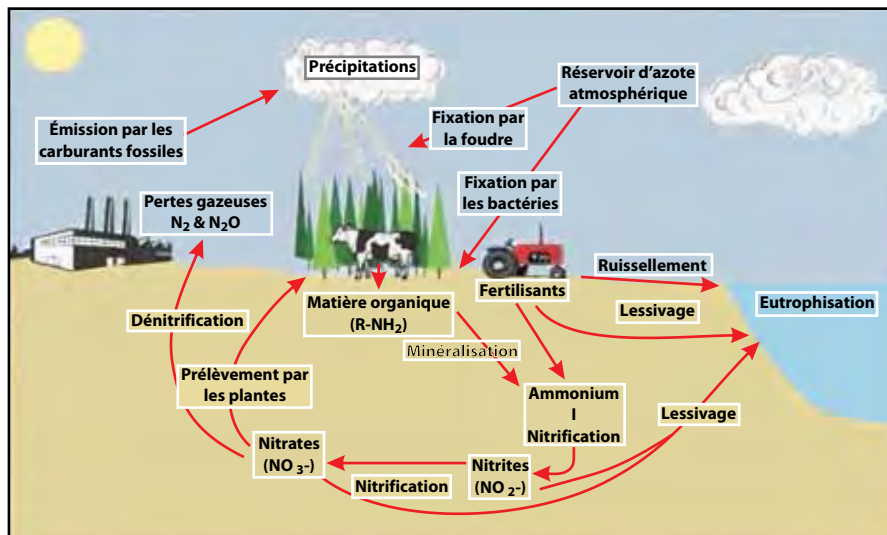 Précipitations
Réservoir d'azote
atmosphérique
Émission par les
carburants fossiles
Fixation par
la foudre
Pertes gazeuses
N₂ & N₂O
Fixation par
les bactéries
Ruissellement
Fertilisants
Matière organique
(R-NH₂)
Lessivage
Eutrophisation
Dénitrification
Minéralisation
Prélèvement par
les plantes
Ammonium
I
Nitrification
Lessivage
Nitrates
(NO 3-)
Nitrites
(NO 2-)
Nitrification